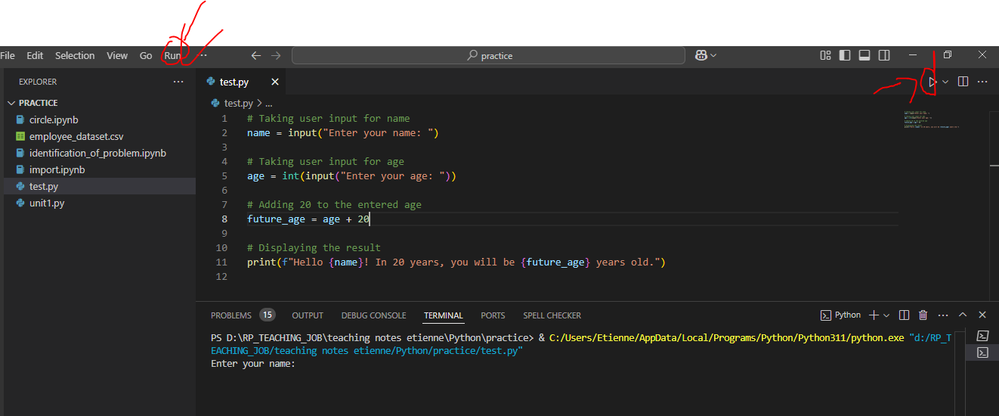 File Edit Selection View Go Run ...
practice
EXPLORER ...
PRACTICE
circle.ipynb
employee_dataset.csv
identification_of_problem.ipynb
import.ipynb
test.py
unit1.py
test.py
test.py > ...
1 # Taking user input for name
2 name = input("Enter your name: ")
3
4 # Taking user input for age
5 age = int(input("Enter your age: "))
6
7 # Adding 20 to the entered age
8 future_age = age + 20
9
10 # Displaying the result
11 print(f"Hello {name}! In 20 years, you will be {future_age} years old.")
12
PROBLEMS 15 OUTPUT DEBUG CONSOLE TERMINAL PORTS SPELL CHECKER
Python
PS D:\RP_TEACHING_JOB\teaching notes etienne\Python\practice> & C:/Users/Etienne/AppData/Local/Programs/Python/Python311/python.exe "d:/RP_T
EACHING_JOB/teaching notes etienne/Python/practice/test.py"
Enter your name: